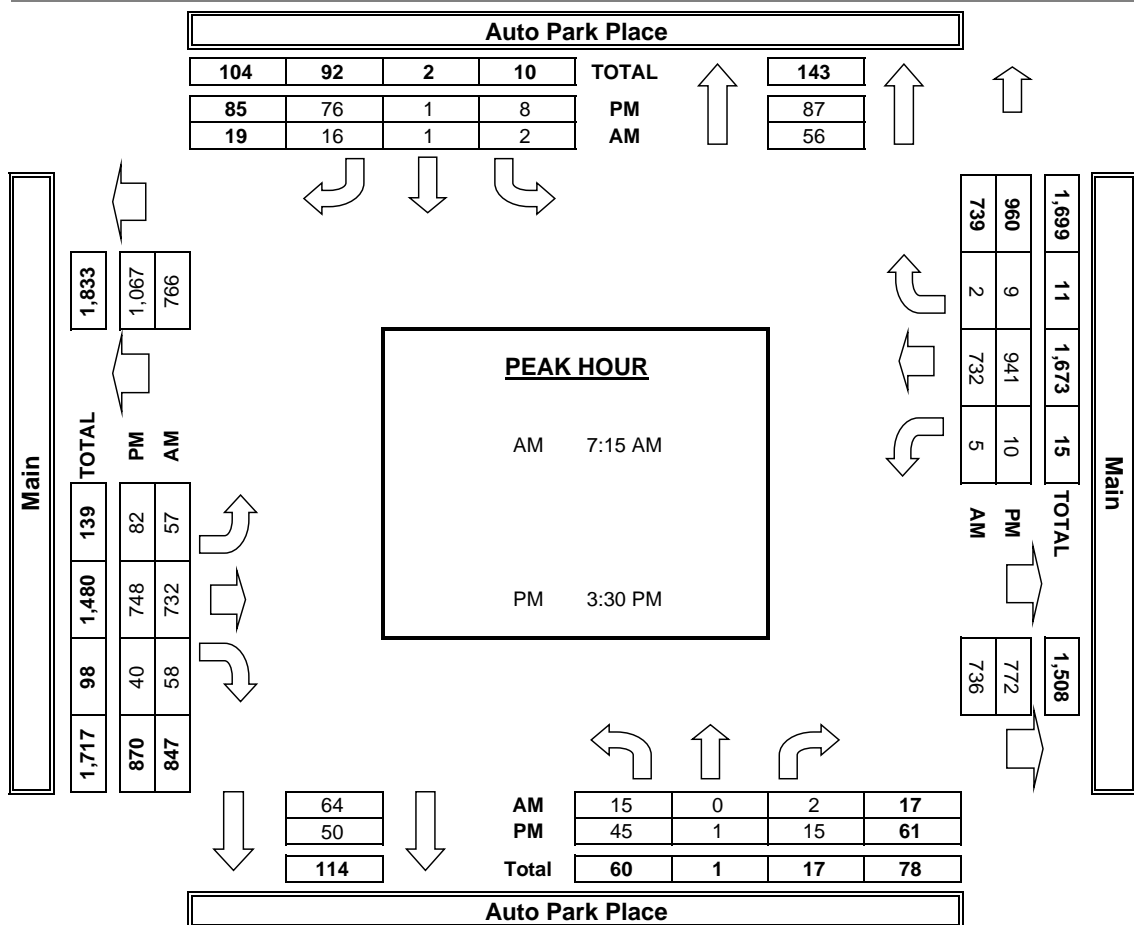 Auto Park Place
104 92 2 10 TOTAL 143
85 76 1 8 PM 87
19 16 1 2 AM 56
Main
1,833
1,067
766
TOTAL 139 1,480 98 1,717
PM 82 748 40 870
AM 57 732 58 847
PEAK HOUR
AM 7:15 AM
PM 3:30 PM
1,699 11 1,673 15 TOTAL
960 9 941 10 PM
739 2 732 5 AM
1,508
772
736
Main
64 AM 15 0 2 17
50 PM 45 1 15 61
114 Total 60 1 17 78
Auto Park Place